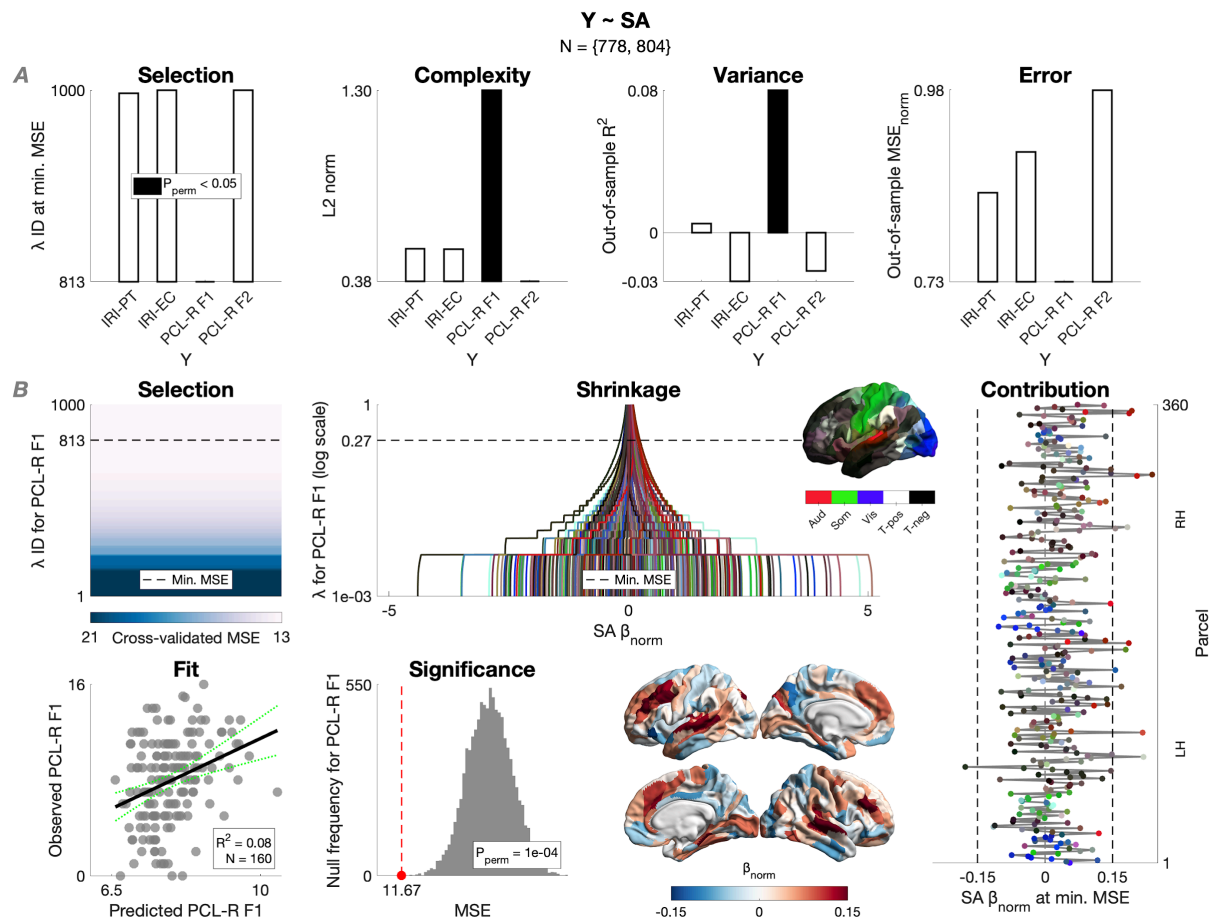 Y ~ SA
N = {778, 804}
A
Selection
1000
λ ID at min. MSE
P_perm < 0.05
813
IRI-PT
IRI-EC
PCL-R F1
PCL-R F2
Y
Complexity
1.30
L2 norm
0.38
IRI-PT
IRI-EC
PCL-R F1
PCL-R F2
Y
Variance
0.08
Out-of-sample R²
0
-0.03
IRI-PT
IRI-EC
PCL-R F1
PCL-R F2
Y
Error
0.98
Out-of-sample MSE_norm
0.73
IRI-PT
IRI-EC
PCL-R F1
PCL-R F2
Y
B
Selection
1000
813
λ ID for PCL-R F1
Min. MSE
1
21 Cross-validated MSE 13
Shrinkage
1
0.27
λ for PCL-R F1 (log scale)
Min. MSE
1e-03
-5
0
5
SA β_norm
Aud
Som
Vis
T-pos
T-neg
Contribution
360
RH
Parcel
LH
1
-0.15
0
0.15
SA β_norm at min. MSE
Fit
16
Observed PCL-R F1
R² = 0.08
N = 160
0
6.5
10
Predicted PCL-R F1
Significance
550
Null frequency for PCL-R F1
P_perm = 1e-04
0
11.67
MSE
β_norm
-0.15
0
0.15